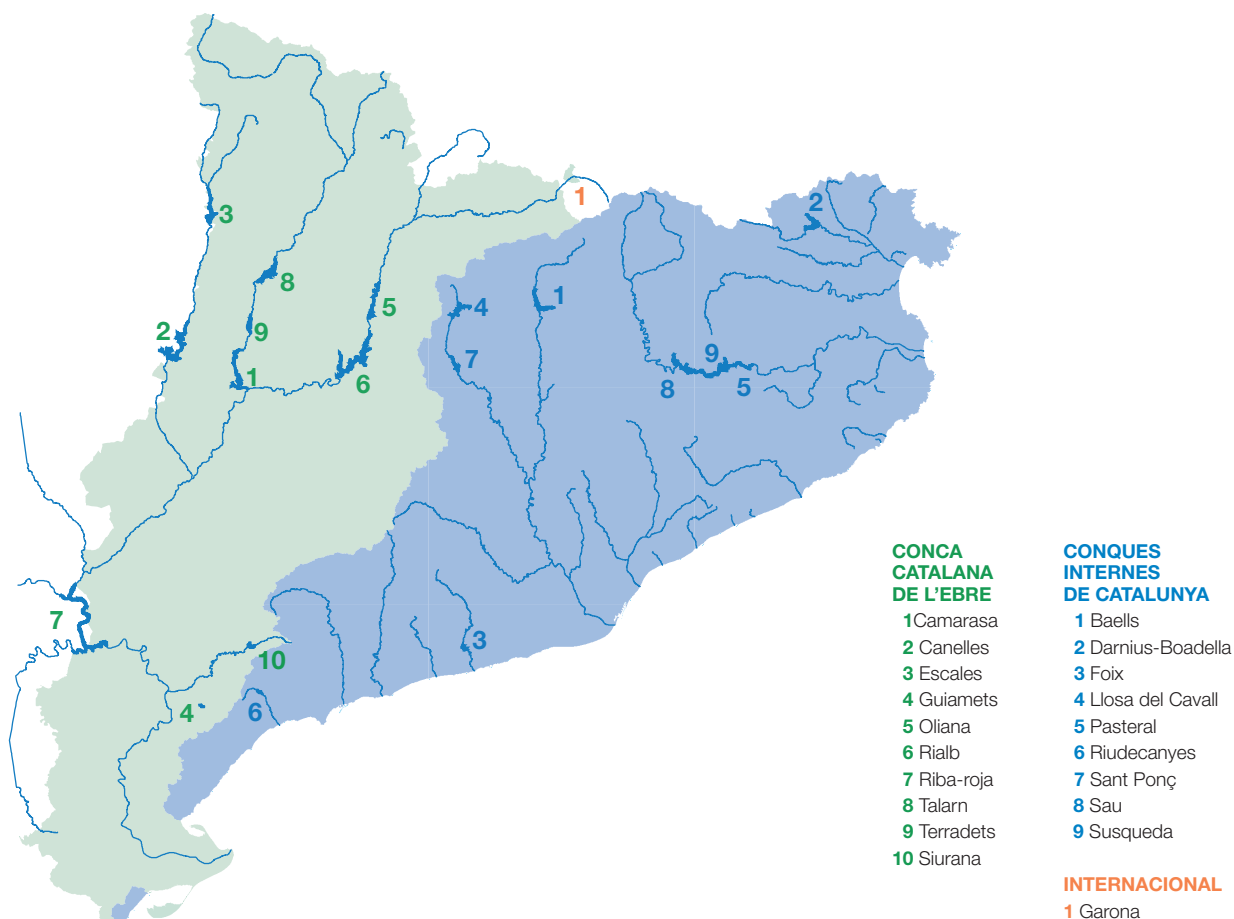 1
2
3
8
4
1
5
2
9
9
7
8
5
1
6
7
3
10
4
6
CONCA
CATALANA
DE L'EBRE
1Camarasa
2 Canelles
3 Escales
4 Guiamets
5 Oliana
6 Rialb
7 Riba-roja
8 Talarn
9 Terradets
10 Siurana
CONQUES
INTERNES
DE CATALUNYA
1 Baells
2 Darnius-Boadella
3 Foix
4 Llosa del Cavall
5 Pasteral
6 Riudecanyes
7 Sant Ponç
8 Sau
9 Susqueda
INTERNACIONAL
1 Garona